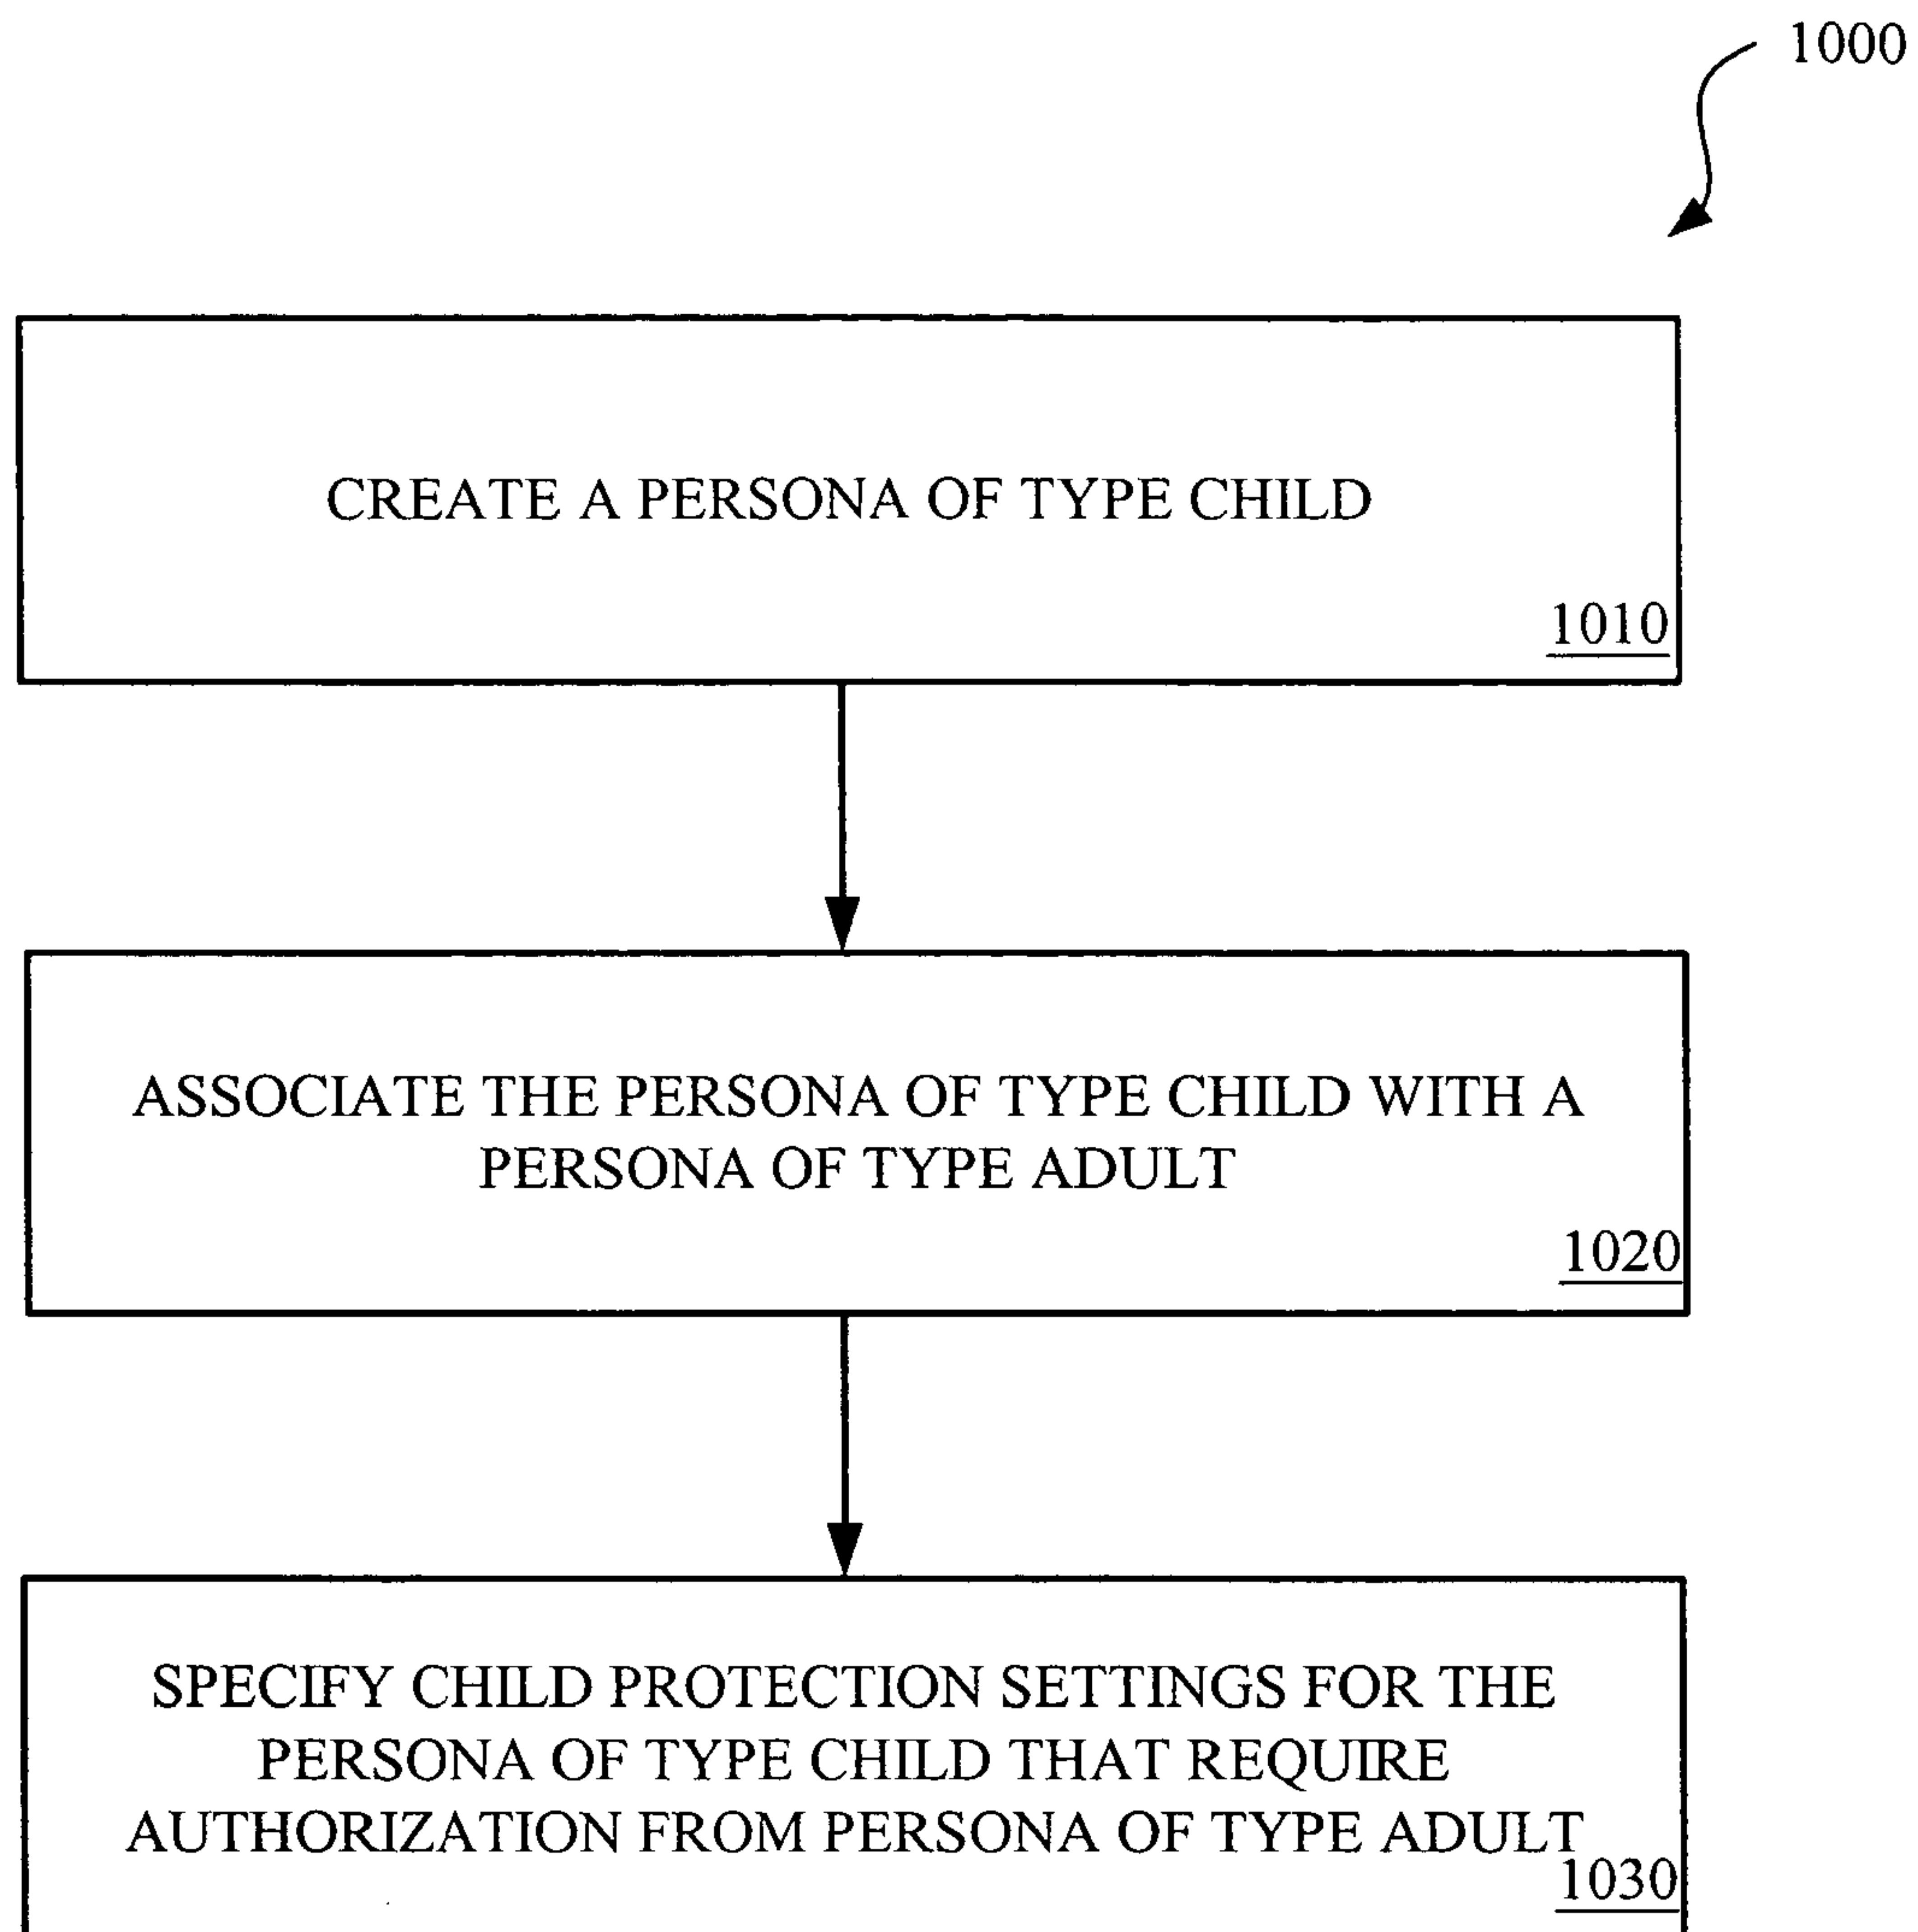 1000
CREATE A PERSONA OF TYPE CHILD
1010
ASSOCIATE THE PERSONA OF TYPE CHILD WITH A
PERSONA OF TYPE ADULT
1020
SPECIFY CHILD PROTECTION SETTINGS FOR THE
PERSONA OF TYPE CHILD THAT REQUIRE
AUTHORIZATION FROM PERSONA OF TYPE ADULT
1030